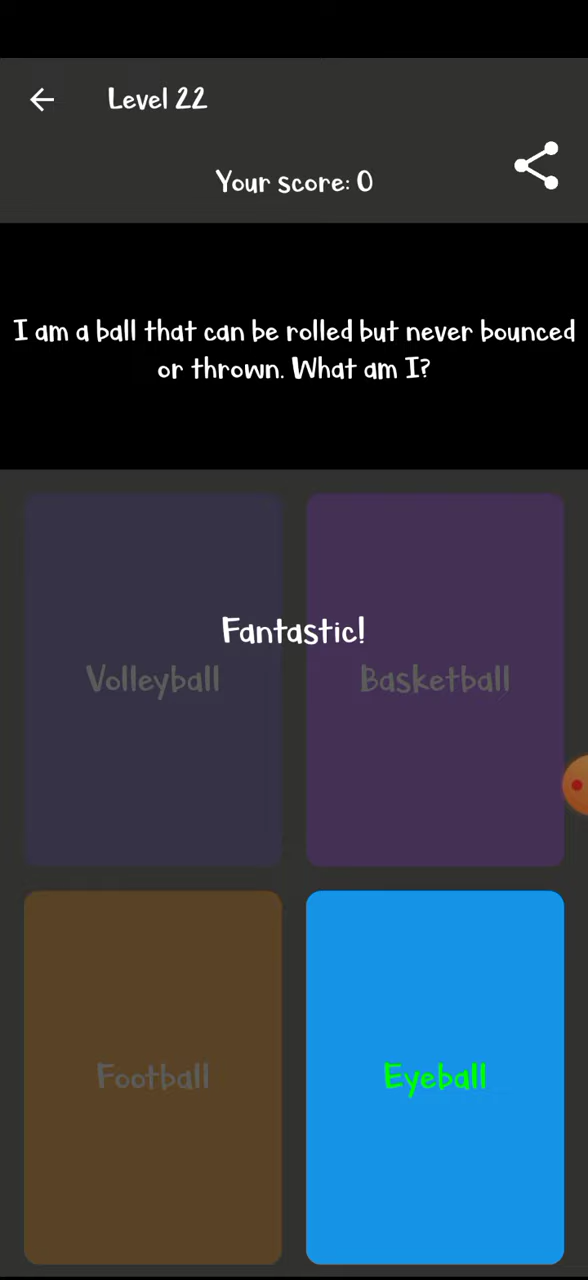 Level 22
Your score: 0
I am a ball that can be rolled but never bounced
or thrown. What am I?
Fantastic!
Volleyball
Basketball
Football
Eyeball